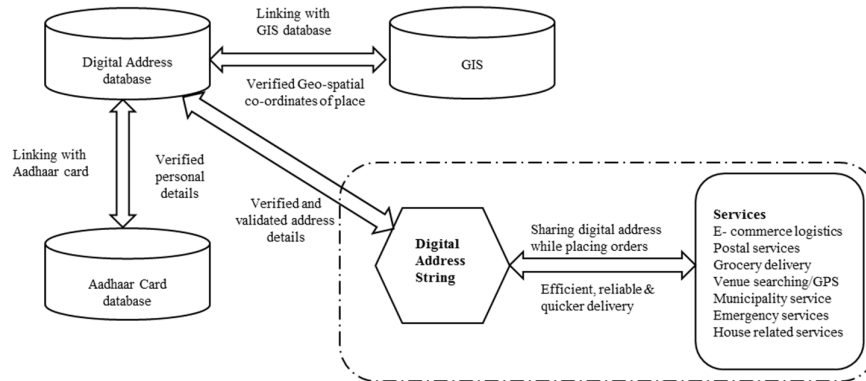 Linking with
GIS database
Digital Address
database
GIS
Verified Geo-spatial
co-ordinates of place
Linking with
Aadhaar card
Verified
personal
details
Verified and
validated address
details
Aadhaar Card
database
Digital
Address
String
Sharing digital address
while placing orders
Efficient, reliable &
quicker delivery
Services
E- commerce logistics
Postal services
Grocery delivery
Venue searching/GPS
Municipality service
Emergency services
House related services